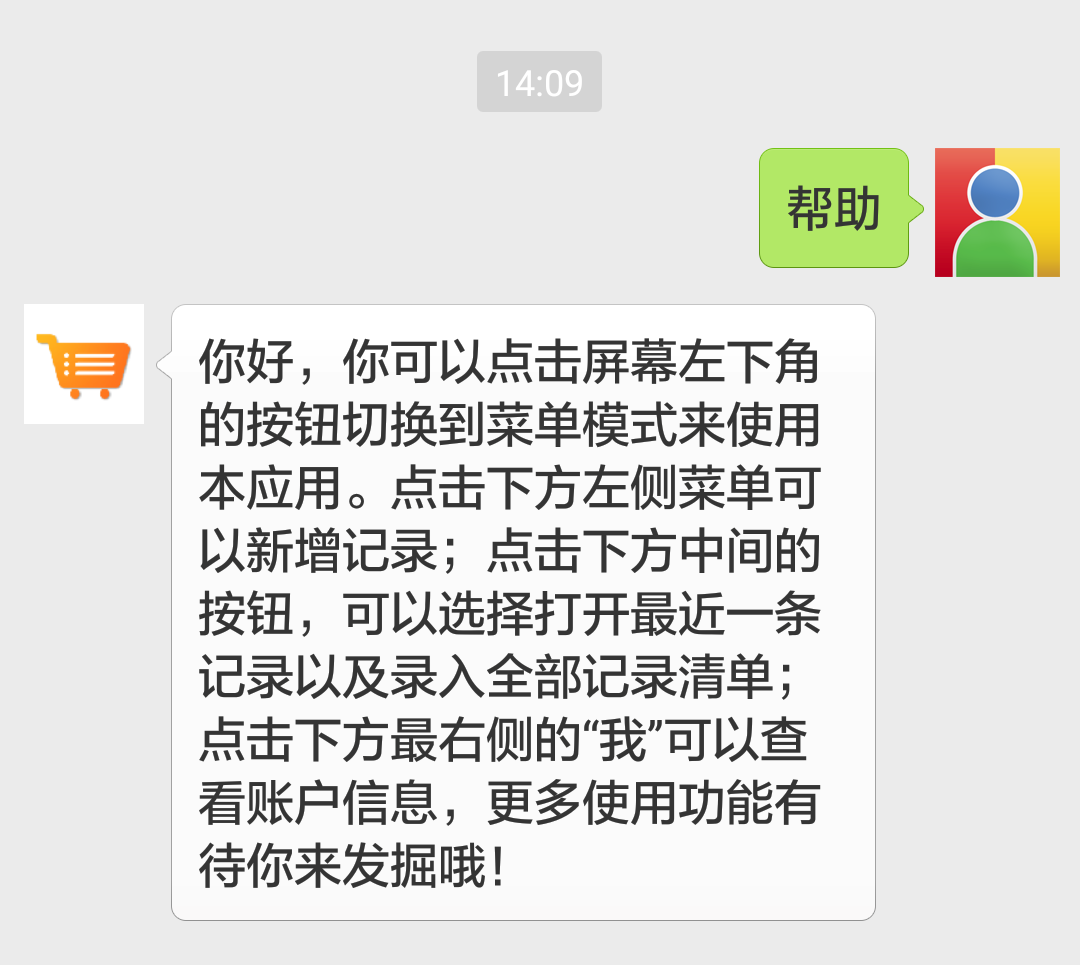 14:09
帮助
你好，你可以点击屏幕左下角
的按钮切换到菜单模式来使用
本应用。点击下方左侧菜单可
以新增记录；点击下方中间的
按钮，可以选择打开最近一条
记录以及录入全部记录清单；
点击下方最右侧的“我”可以查
看账户信息，更多使用功能有
待你来发掘哦！